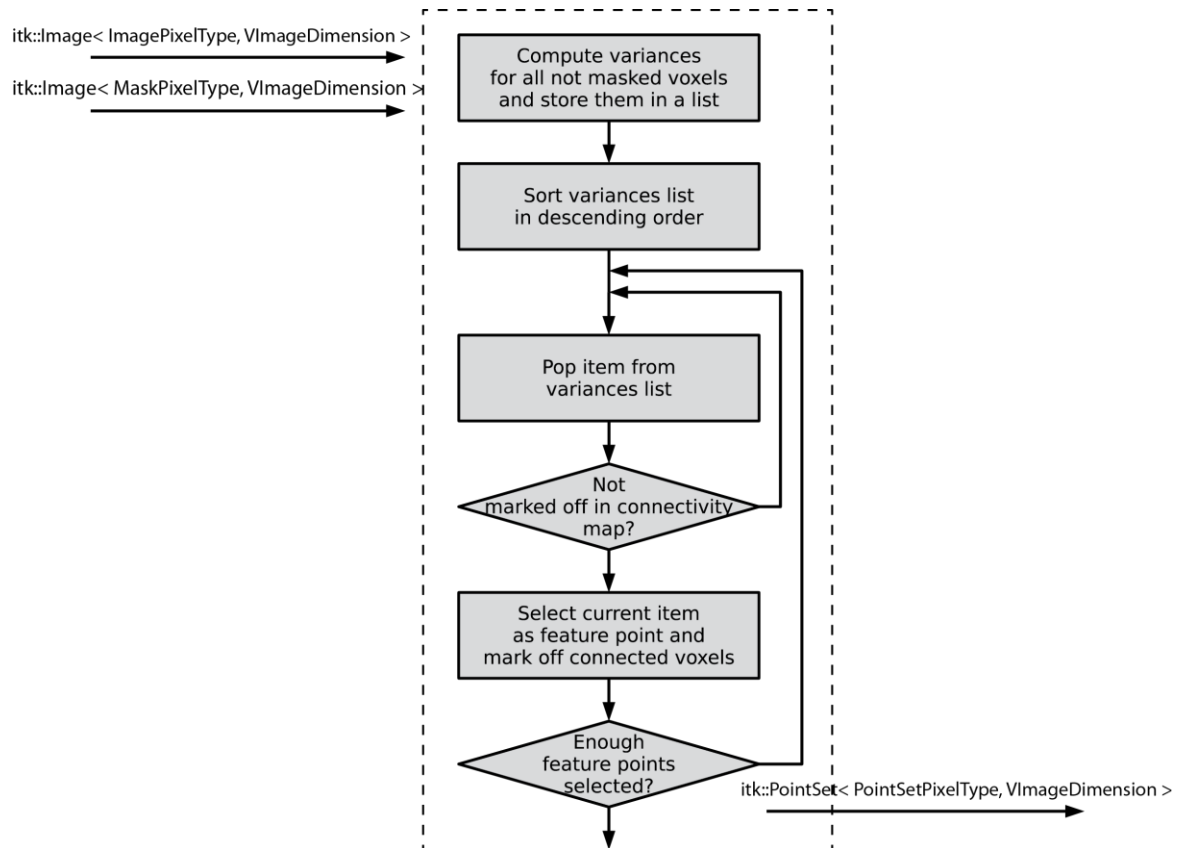 itk::Image< ImagePixelType, VImageDimension >
itk::Image< MaskPixelType, VImageDimension >
Compute variances
for all not masked voxels
and store them in a list
Sort variances list
in descending order
Pop item from
variances list
Not
marked off in connectivity
map?
Select current item
as feature point and
mark off connected voxels
Enough
feature points
selected?
itk::PointSet< PointSetPixelType, VImageDimension >